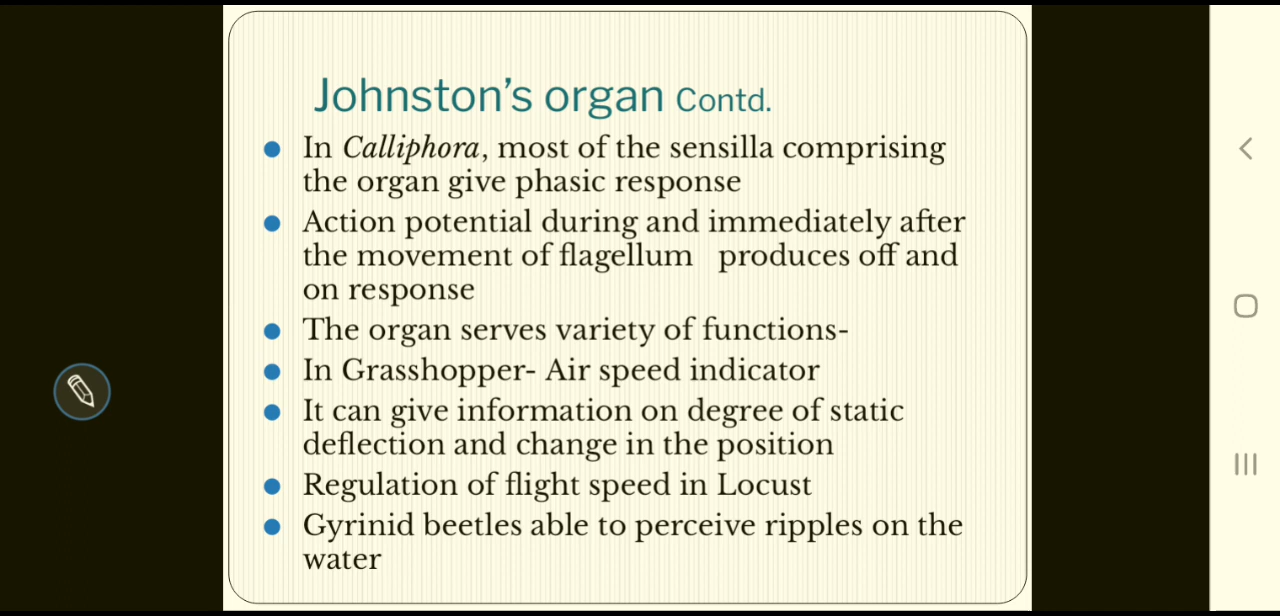 Johnston’s organ Contd.
In Calliphora, most of the sensilla comprising
the organ give phasic response
Action potential during and immediately after
the movement of flagellum produces off and
on response
The organ serves variety of functions-
In Grasshopper- Air speed indicator
It can give information on degree of static
deflection and change in the position
Regulation of flight speed in Locust
Gyrinid beetles able to perceive ripples on the
water